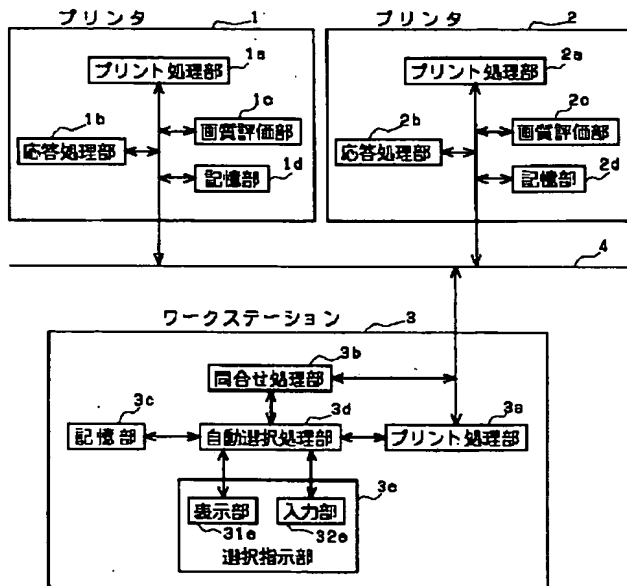 プリンタ 1
プリンタ 2
1a
プリント処理部
1c
画質評価部
1b
応答処理部
1d
記憶部
2a
プリント処理部
2c
画質評価部
2b
応答処理部
2d
記憶部
4
ワークステーション 3
3b
問合せ処理部
3c
記憶部
3d
自動選択処理部
3a
プリント処理部
3e
表示部
入力部
31e
32e
選択指示部